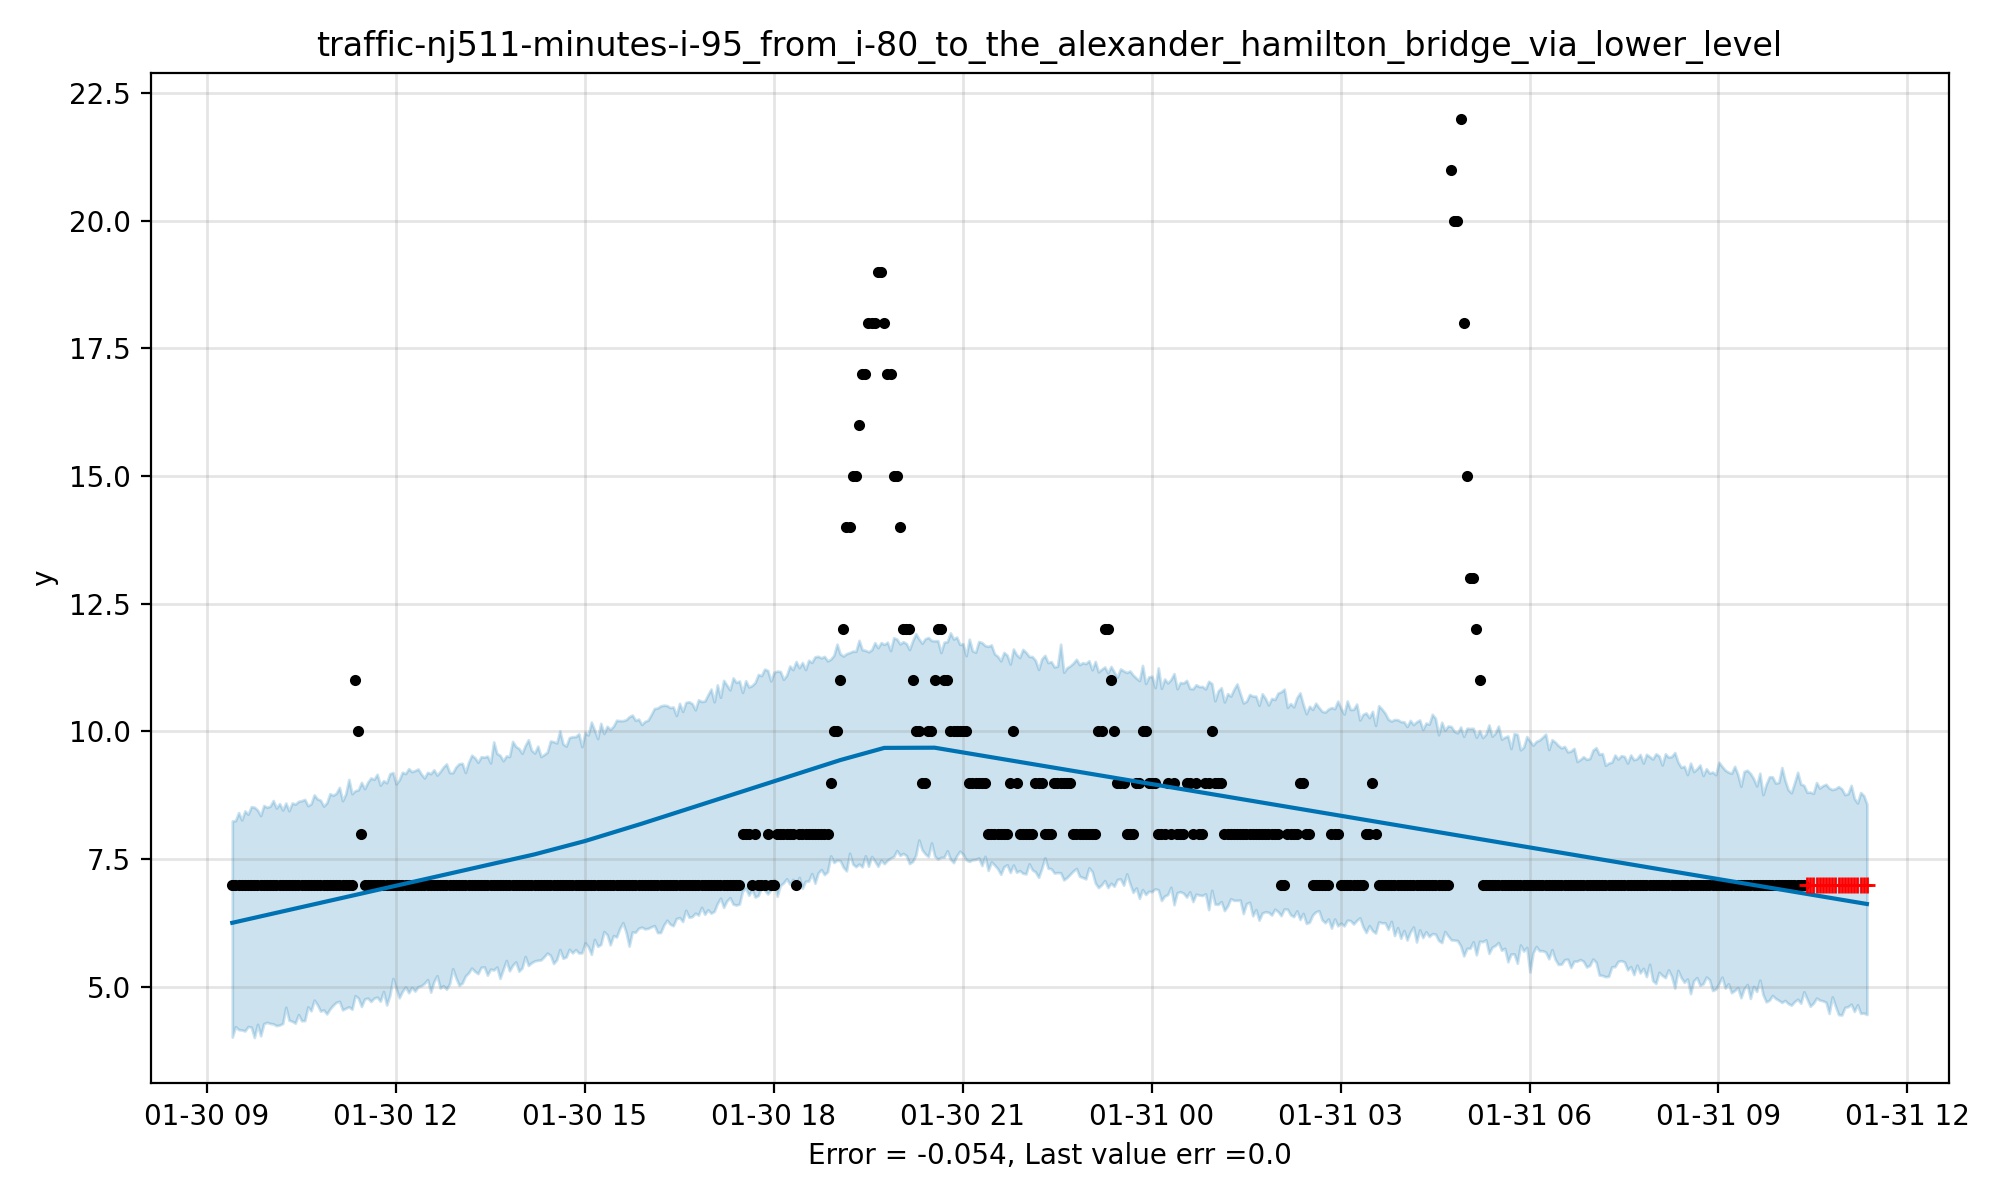 traffic-nj511-minutes-i-95_from_i-80_to_the_alexander_hamilton_bridge_via_lower_level
22.5
20.0
17.5
15.0
12.5
10.0
7.5
5.0
y
01-30 09 01-30 12 01-30 15 01-30 18 01-30 21 01-31 00 01-31 03 01-31 06 01-31 09 01-31 12
Error = -0.054, Last value err =0.0